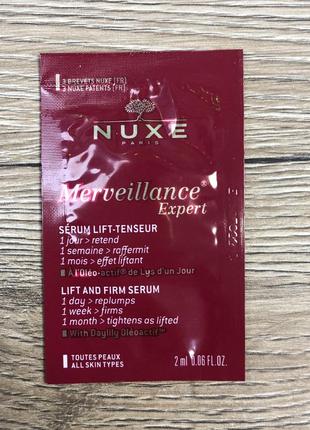 3 BREVETS NUXE (FR)
3 NUXE PATENTS (FR)
NUXE
PARIS
Merveillance®
Expert
SÉRUM LIFT-TENSEUR
1 jour > retend
1 semaine > raffermit
1 mois > effet liftant
À l'Oléo-actif® de Lys d'un Jour
LIFT AND FIRM SERUM
1 day > replumps
1 week > firms
1 month > tightens as lifted
With Daylily Oléoactif™
TOUTES PEAUX
ALL SKIN TYPES
2 ml 0.06 FL.OZ.